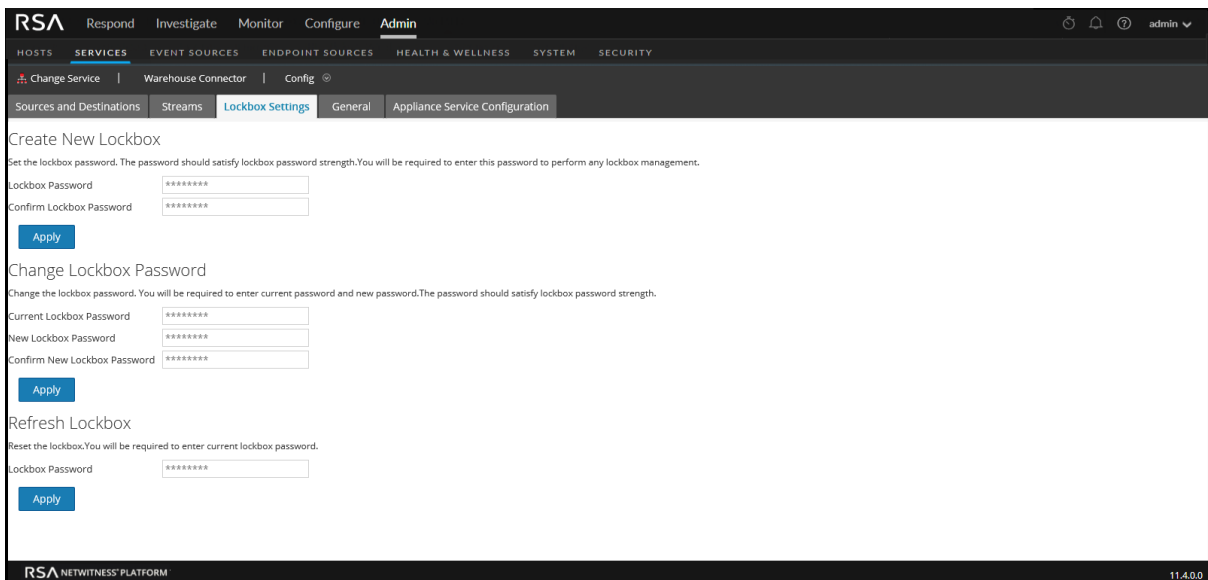 RSA Respond Investigate Monitor Configure Admin admin
HOSTS SERVICES EVENT SOURCES ENDPOINT SOURCES HEALTH & WELLNESS SYSTEM SECURITY
Change Service | Warehouse Connector | Config
Sources and Destinations Streams Lockbox Settings General Appliance Service Configuration
Create New Lockbox
Set the lockbox password. The password should satisfy lockbox password strength.You will be required to enter this password to perform any lockbox management.
Lockbox Password ********
Confirm Lockbox Password ********
Apply
Change Lockbox Password
Change the lockbox password. You will be required to enter current password and new password.The password should satisfy lockbox password strength.
Current Lockbox Password ********
New Lockbox Password ********
Confirm New Lockbox Password ********
Apply
Refresh Lockbox
Reset the lockbox.You will be required to enter current lockbox password.
Lockbox Password ********
Apply
RSA NETWITNESS® PLATFORM 11.4.0.0